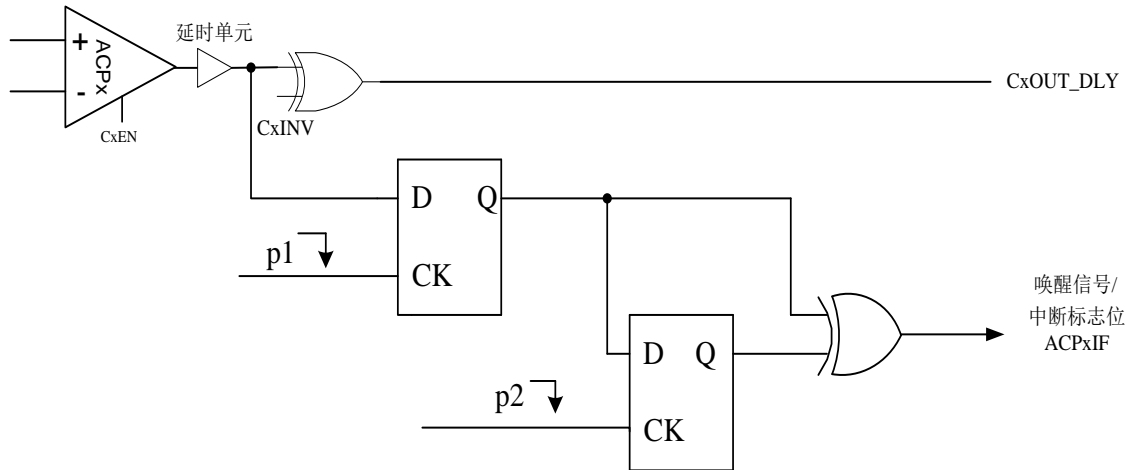 延时单元
+
ACPx
-
CxEN
CxINV
CxOUT_DLY
D Q
p1
CK
唤醒信号/
中断标志位
ACPxIF
D Q
p2
CK